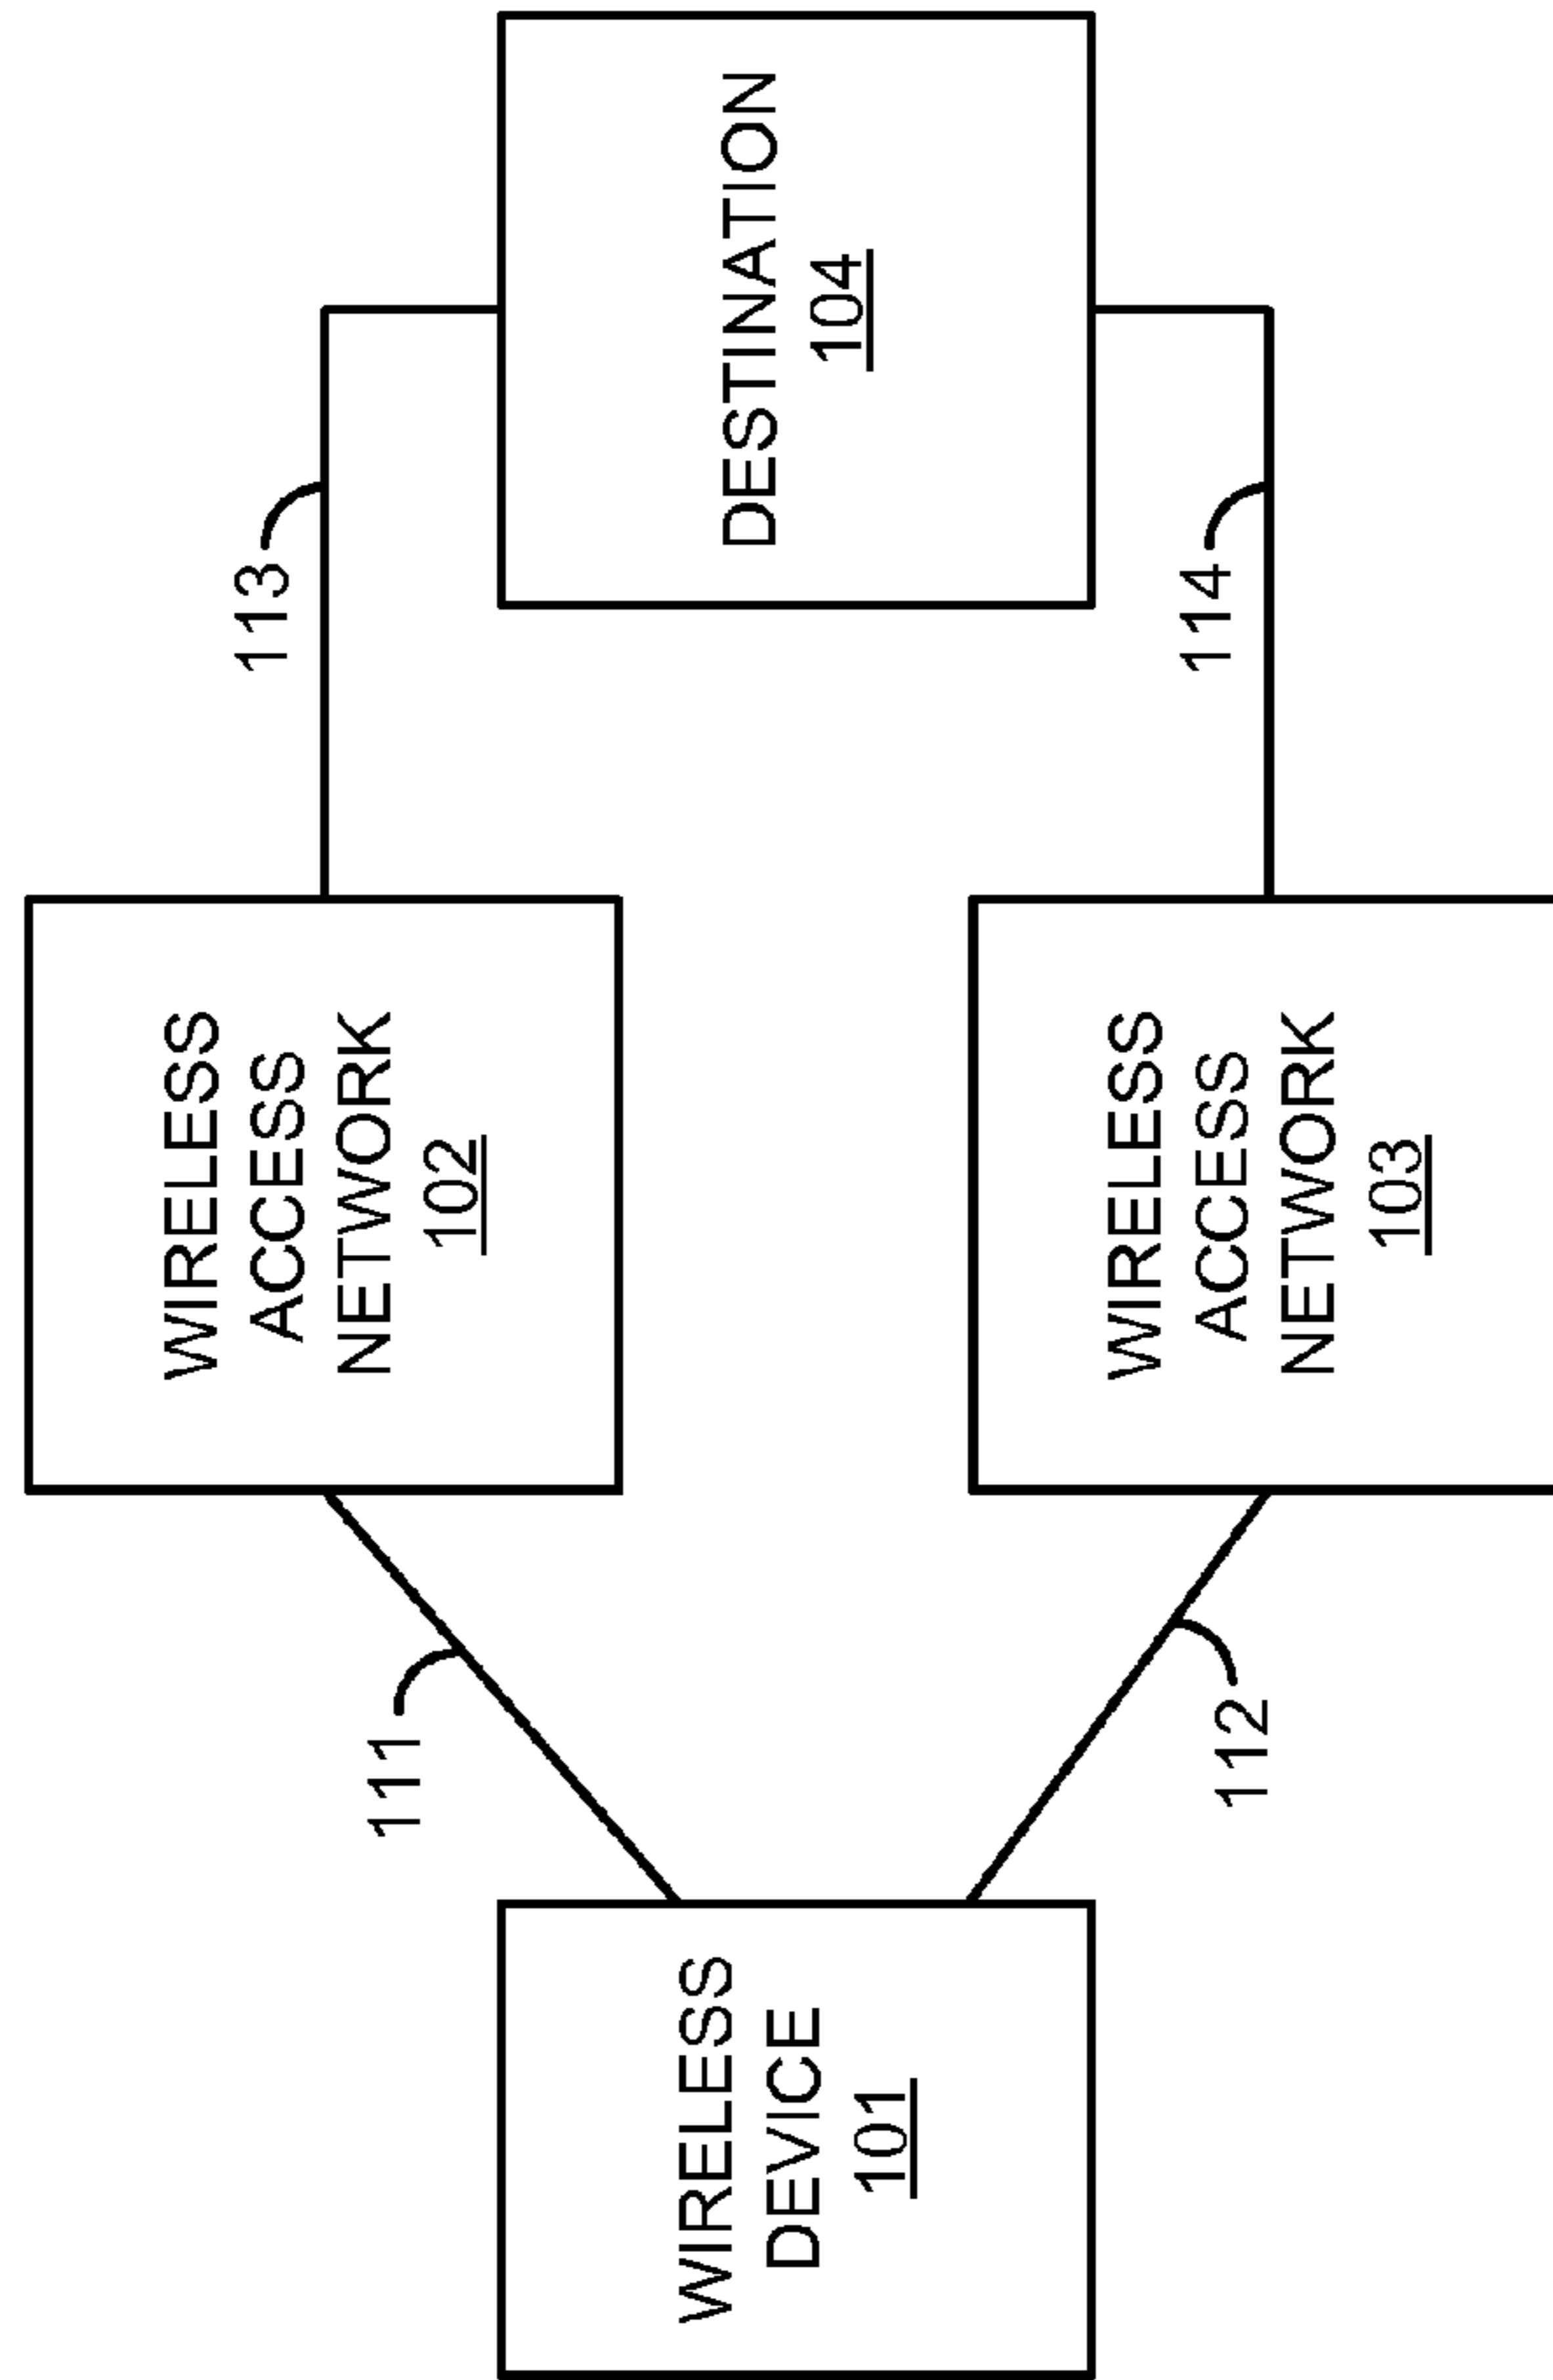 WIRELESS
DEVICE
101
111
112
WIRELESS
ACCESS
NETWORK
102
WIRELESS
ACCESS
NETWORK
103
113
114
DESTINATION
104